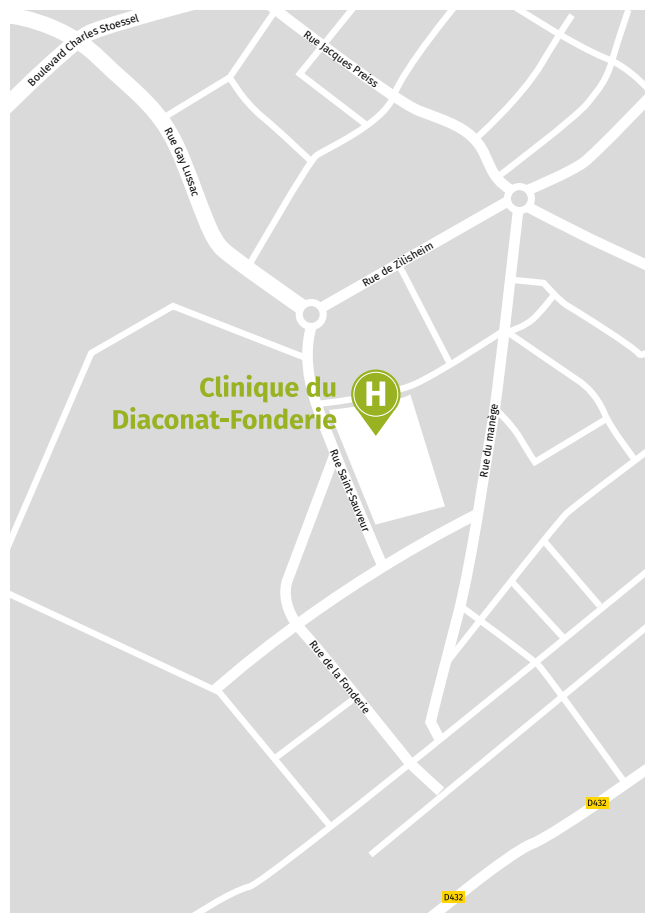 Boulevard Charles Stoessel
Rue Jacques Preiss
Rue Gay Lussac
Rue de Zilisheim
Clinique du
Diaconat-Fonderie
H
Rue du manège
Rue Saint-Sauveur
Rue de la Fonderie
D432
D432